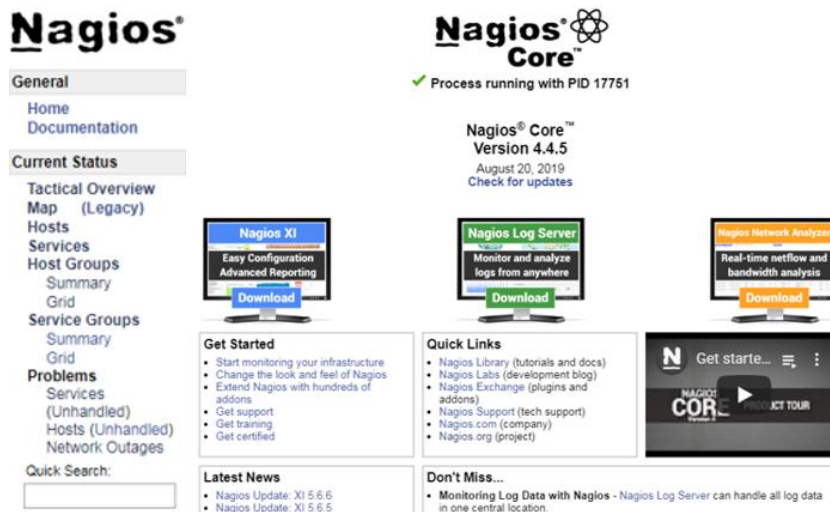 Nagios®
General
Home
Documentation
Current Status
Tactical Overview
Map (Legacy)
Hosts
Services
Host Groups
Summary
Grid
Service Groups
Summary
Grid
Problems
Services
(Unhandled)
Hosts (Unhandled)
Network Outages
Quick Search:
Nagios®
Core™
Process running with PID 17751
Nagios® Core™
Version 4.4.5
August 20, 2019
Check for updates
Nagios XI
Easy Configuration
Advanced Reporting
Download
Nagios Log Server
Monitor and analyze
logs from anywhere
Download
Nagios Network Analyzer
Real-time netflow and
bandwidth analysis
Download
Get Started
• Start monitoring your infrastructure
• Change the look and feel of Nagios
• Extend Nagios with hundreds of
addons
• Get support
• Get training
• Get certified
Quick Links
• Nagios Library (tutorials and docs)
• Nagios Labs (development blog)
• Nagios Exchange (plugins and
addons)
• Nagios Support (tech support)
• Nagios.com (company)
• Nagios.org (project)
N Get starte...
NAGIOS
CORE
PRODUCT TOUR
Latest News
• Nagios Update: XI 5.6.6
• Nagios Update: XI 5.6.5
Don't Miss...
• Monitoring Log Data with Nagios - Nagios Log Server can handle all log data
in one central location.